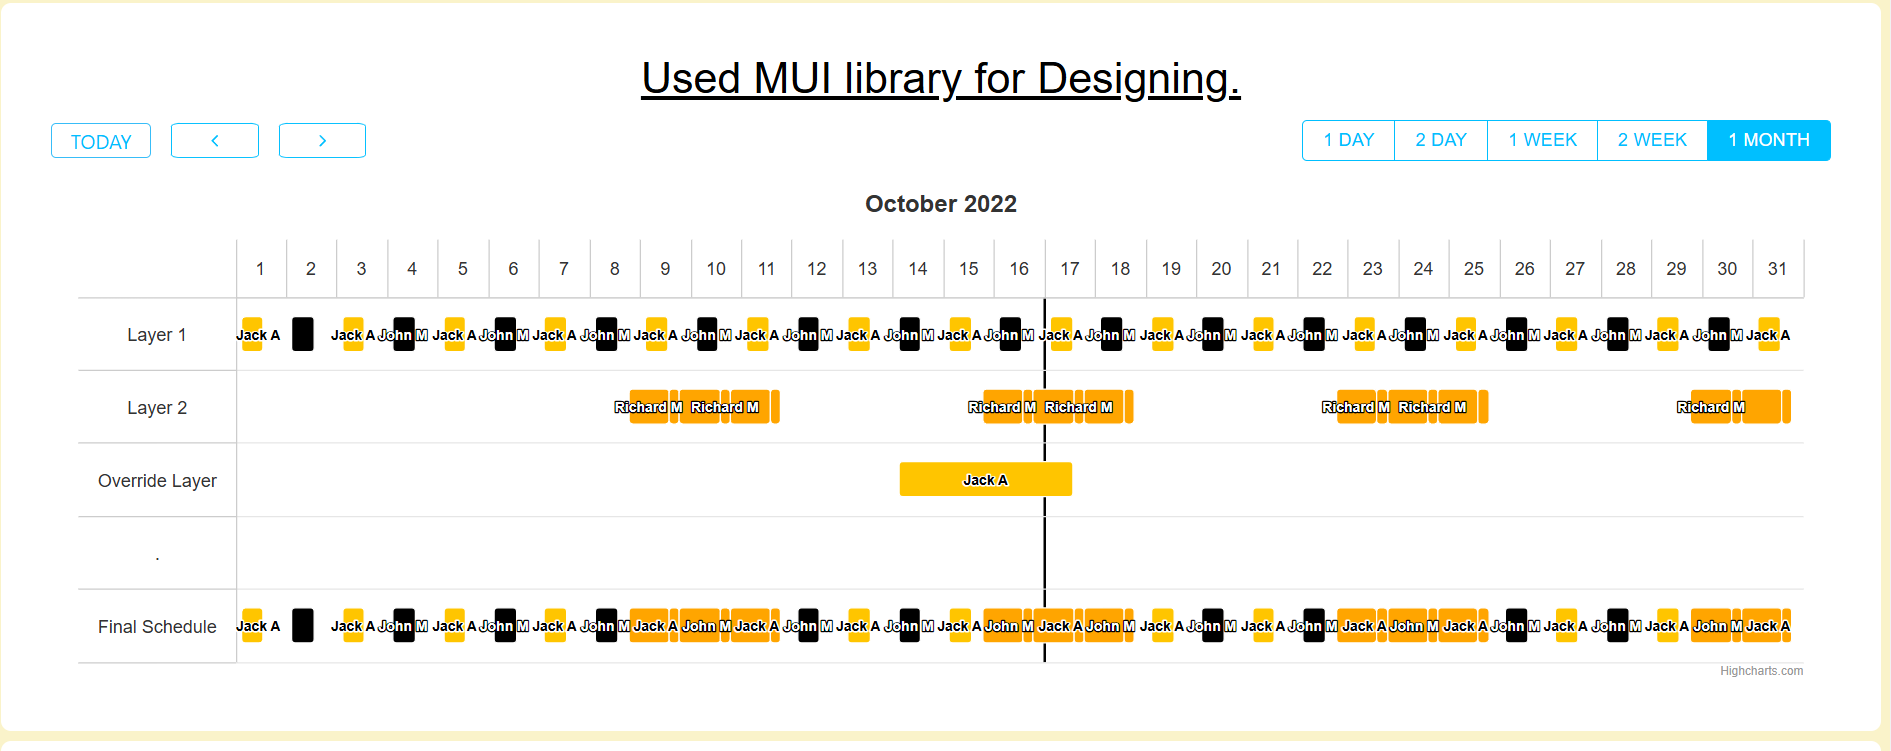 Used MUI library for Designing.
TODAY < > 1 DAY 2 DAY 1 WEEK 2 WEEK 1 MONTH
October 2022
1 2 3 4 5 6 7 8 9 10 11 12 13 14 15 16 17 18 19 20 21 22 23 24 25 26 27 28 29 30 31
Layer 1 Jack A Jack A John M Jack A John M Jack A John M Jack A John M Jack A John M Jack A John M Jack A John M Jack A John M Jack A John M Jack A John M Jack A John M Jack A John M Jack A John M Jack A John M Jack A
Layer 2 Richard M Richard M Richard M Richard M Richard M Richard M Richard M
Override Layer Jack A
.
Final Schedule Jack A Jack A John M Jack A John M Jack A John M Jack A John M Jack A John M Jack A John M Jack A John M Jack A John M Jack A John M Jack A John M Jack A John M Jack A John M Jack A John M Jack A John M Jack A
Highcharts.com